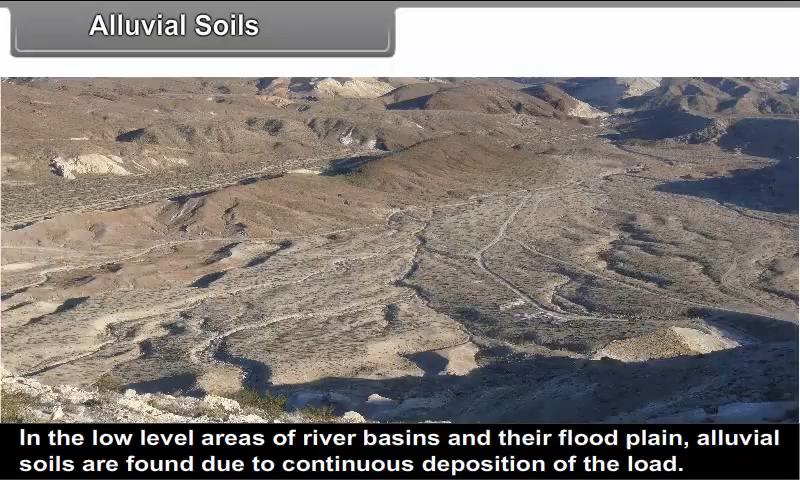 Alluvial Soils
In the low level areas of river basins and their flood plain, alluvial
soils are found due to continuous deposition of the load.